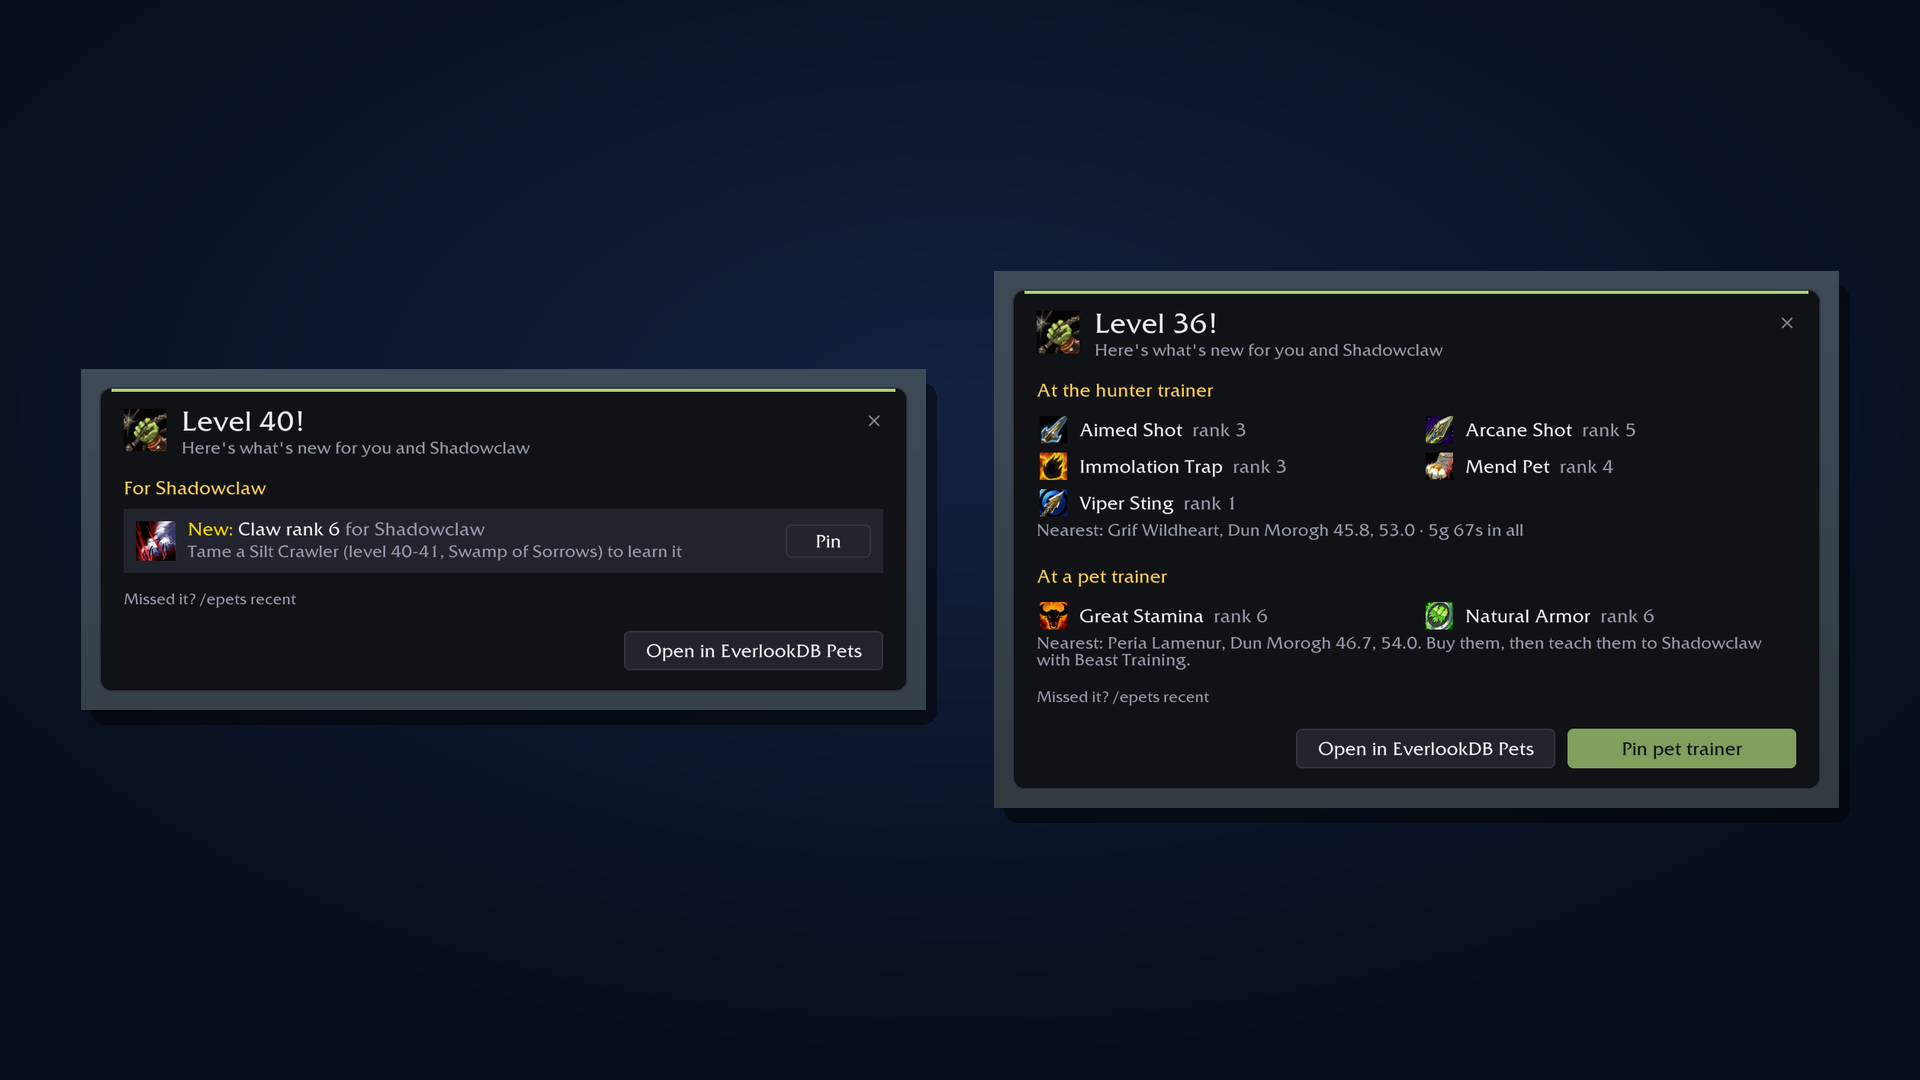 Level 40!
Here's what's new for you and Shadowclaw
For Shadowclaw
New: Claw rank 6 for Shadowclaw
Tame a Silt Crawler (level 40-41, Swamp of Sorrows) to learn it
Pin
Missed it? /epets recent
Open in EverlookDB Pets
Level 36!
Here's what's new for you and Shadowclaw
At the hunter trainer
Aimed Shot rank 3
Arcane Shot rank 5
Immolation Trap rank 3
Mend Pet rank 4
Viper Sting rank 1
Nearest: Grif Wildheart, Dun Morogh 45.8, 53.0 · 5g 67s in all
At a pet trainer
Great Stamina rank 6
Natural Armor rank 6
Nearest: Peria Lamenur, Dun Morogh 46.7, 54.0. Buy them, then teach them to Shadowclaw
with Beast Training.
Missed it? /epets recent
Open in EverlookDB Pets
Pin pet trainer